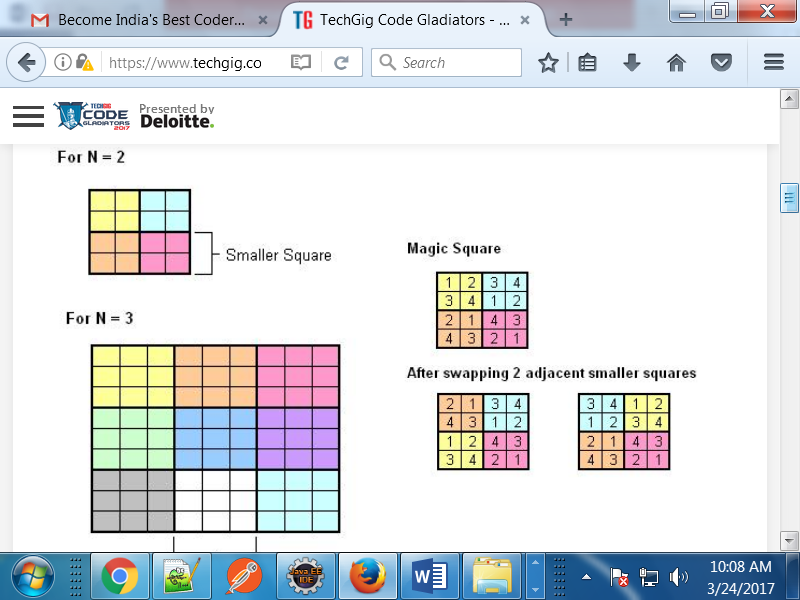 Become India's Best Coder...
TechGig Code Gladiators - ...
https://www.techgig.co
Search
TECHGIG
CODE
GLADIATORS
2017
Presented by
Deloitte.
For N = 2
Smaller Square
For N = 3
Magic Square
1 2 3 4
3 4 1 2
2 1 4 3
4 3 2 1
After swapping 2 adjacent smaller squares
2 1 3 4
4 3 1 2
1 2 4 3
3 4 2 1
3 4 1 2
1 2 3 4
2 1 4 3
4 3 2 1
Java EE
IDE
W
10:08 AM
3/24/2017